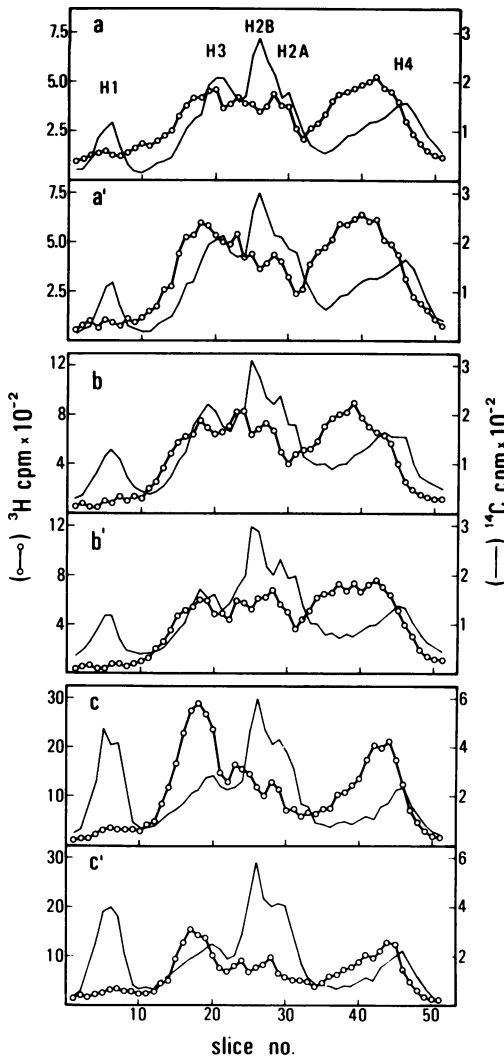 a
H1
H3
H2B
H2A
H4
7.5
5.0
2.5
3
2
1
a'
7.5
5.0
2.5
3
2
1
b
12
8
4
3
2
1
b'
12
8
4
3
2
1
c
30
20
10
6
4
2
c'
30
20
10
6
4
2
(o—o) ³H cpm × 10⁻²
(—) ¹⁴C cpm × 10⁻²
10 20 30 40 50
slice no.